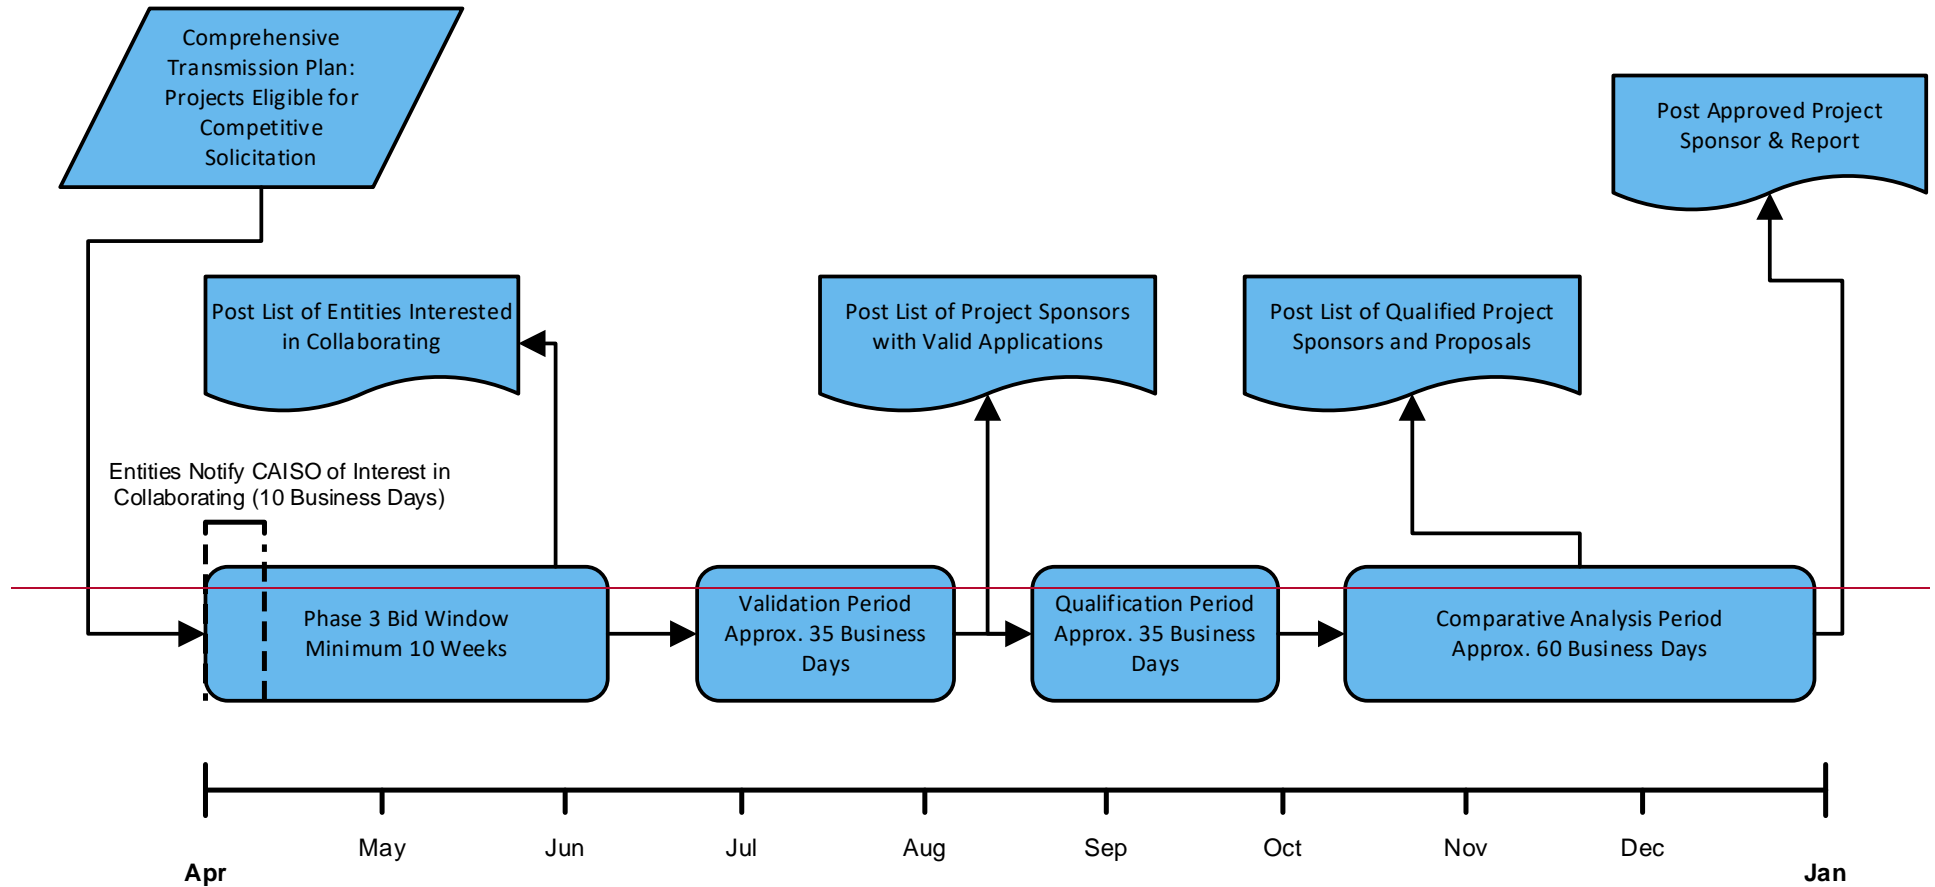 Comprehensive
Transmission Plan:
Projects Eligible for
Competitive
Solicitation
Post Approved Project
Sponsor & Report
Post List of Entities Interested
in Collaborating
Post List of Project Sponsors
with Valid Applications
Post List of Qualified Project
Sponsors and Proposals
Entities Notify CAISO of Interest in
Collaborating (10 Business Days)
Phase 3 Bid Window
Minimum 10 Weeks
Validation Period
Approx. 35 Business
Days
Qualification Period
Approx. 35 Business
Days
Comparative Analysis Period
Approx. 60 Business Days
Apr
May
Jun
Jul
Aug
Sep
Oct
Nov
Dec
Jan